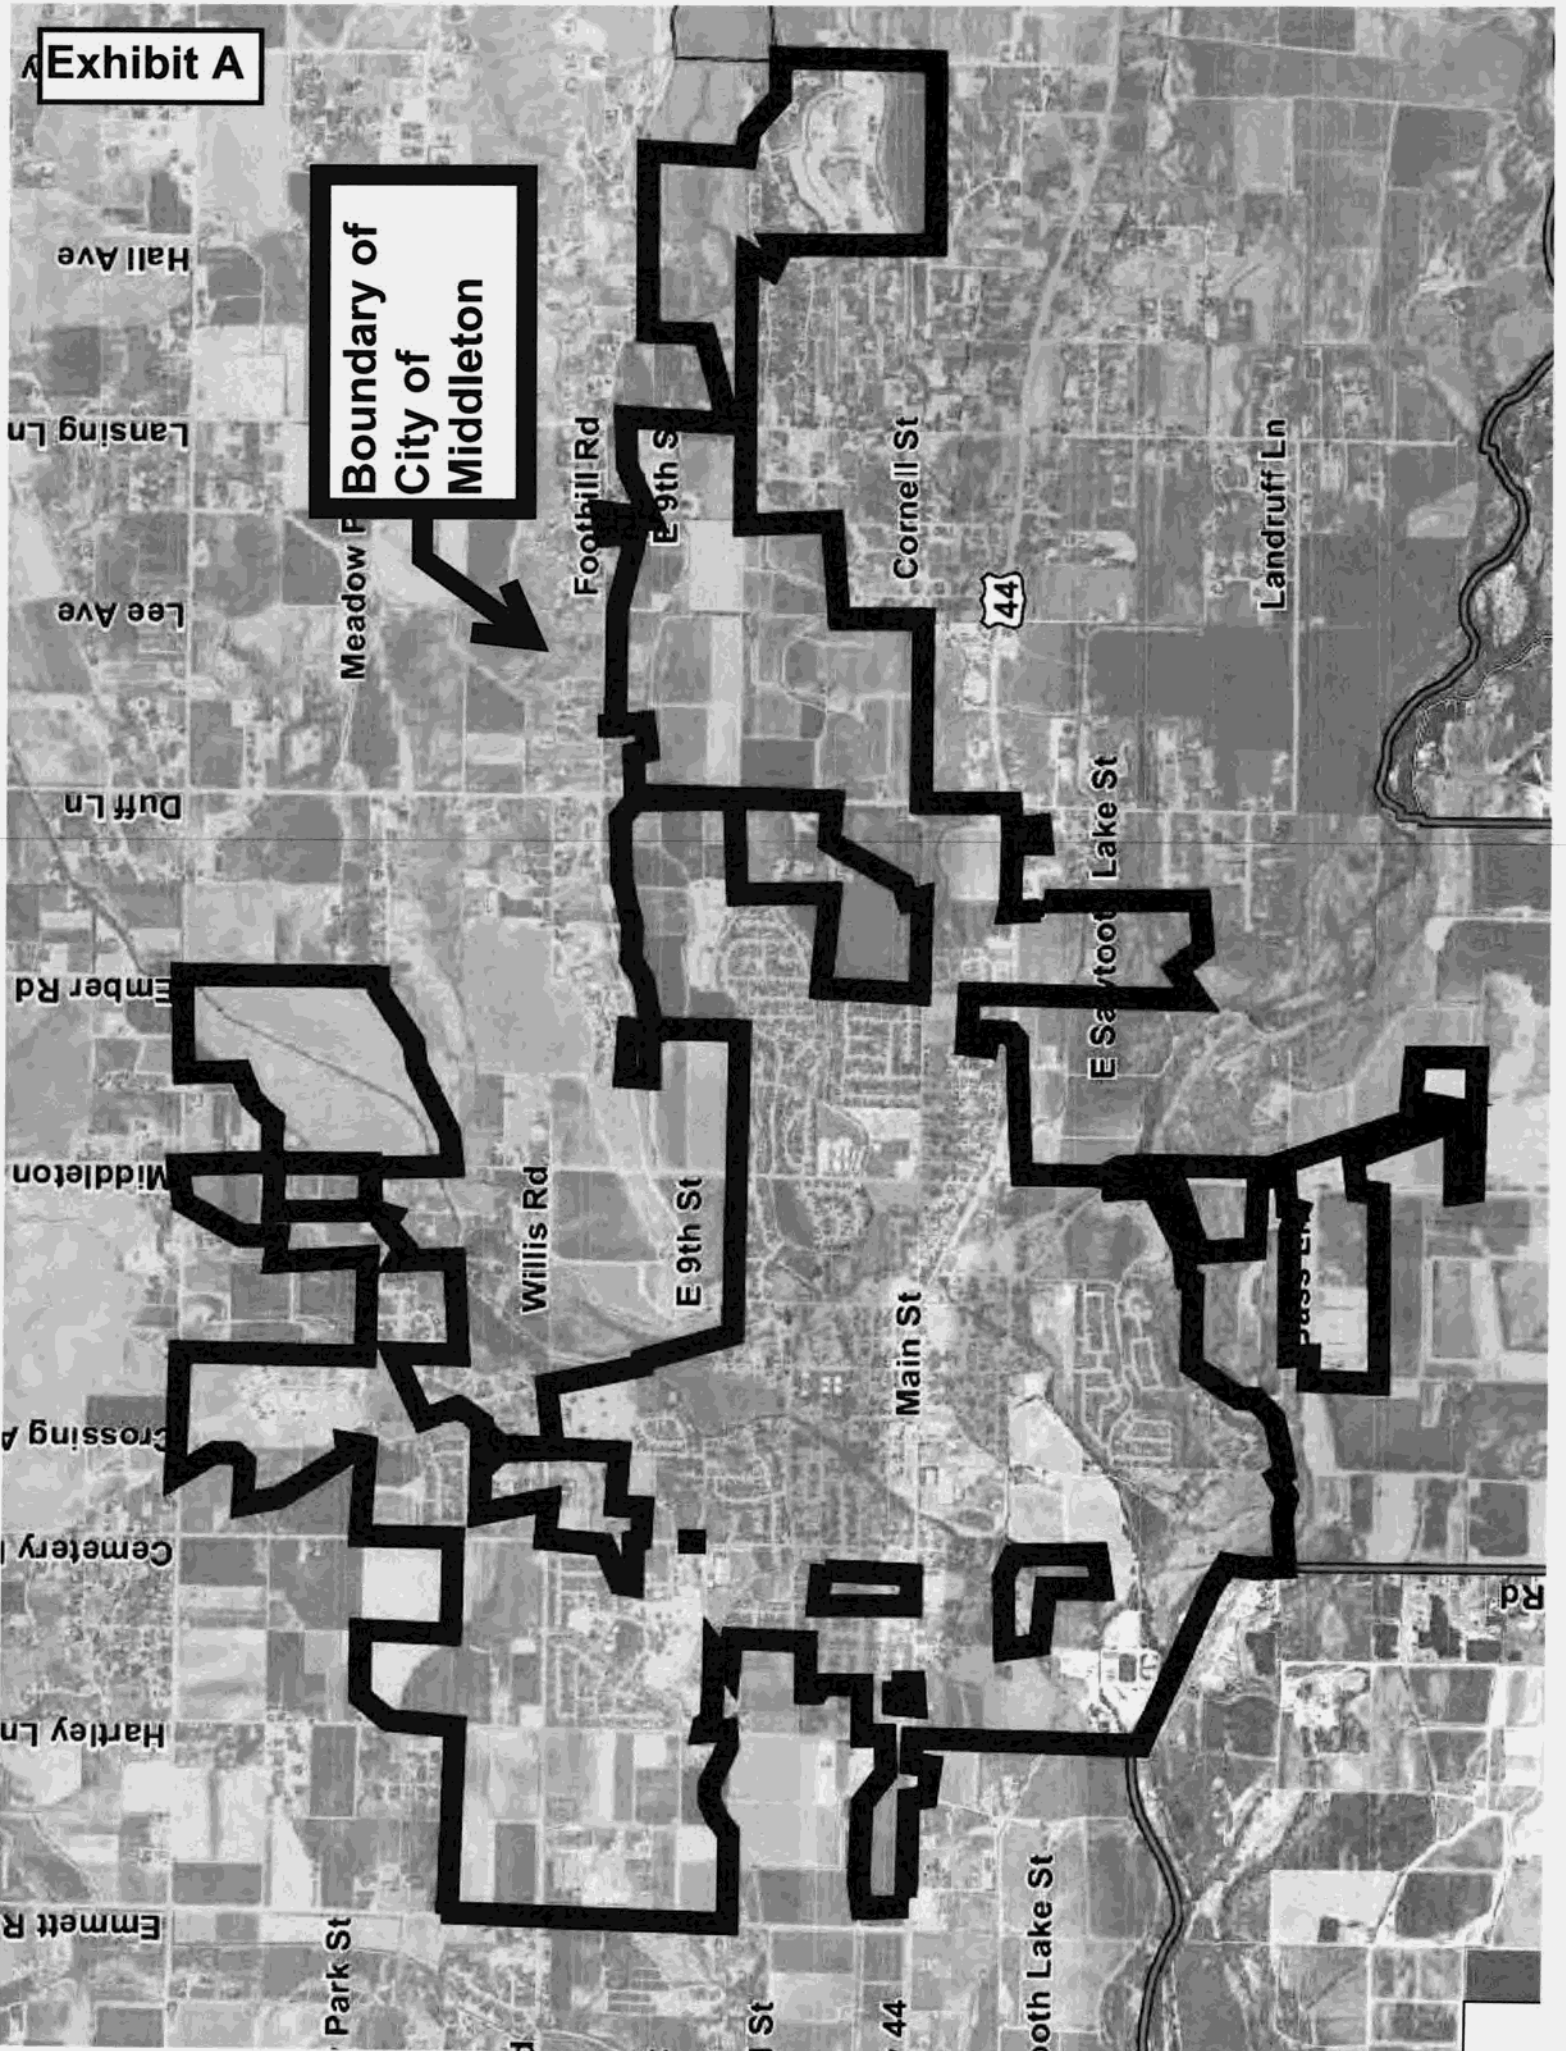 Exhibit A
Boundary of
City of
Middleton
Hall Ave
Lansing Ln
Lee Ave
Duff Ln
Ember Rd
Middleton
Crossing A
Cemetery
Hartley Ln
Emmett R
Meadow
Foothill Rd
E 9th S
Cornell St
44
Landruff Ln
E Sawtooth Lake St
Willis Rd
E 9th St
Main St
Rd
Park St
St
44
ooth Lake St